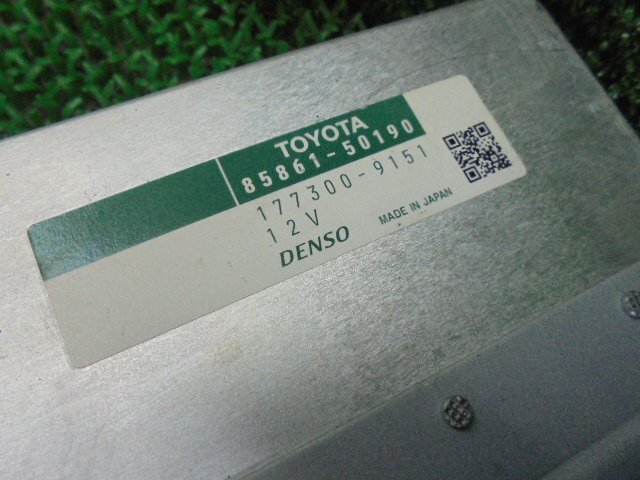 TOYOTA
85861-50190
177300-9151
12V
DENSO
MADE IN JAPAN